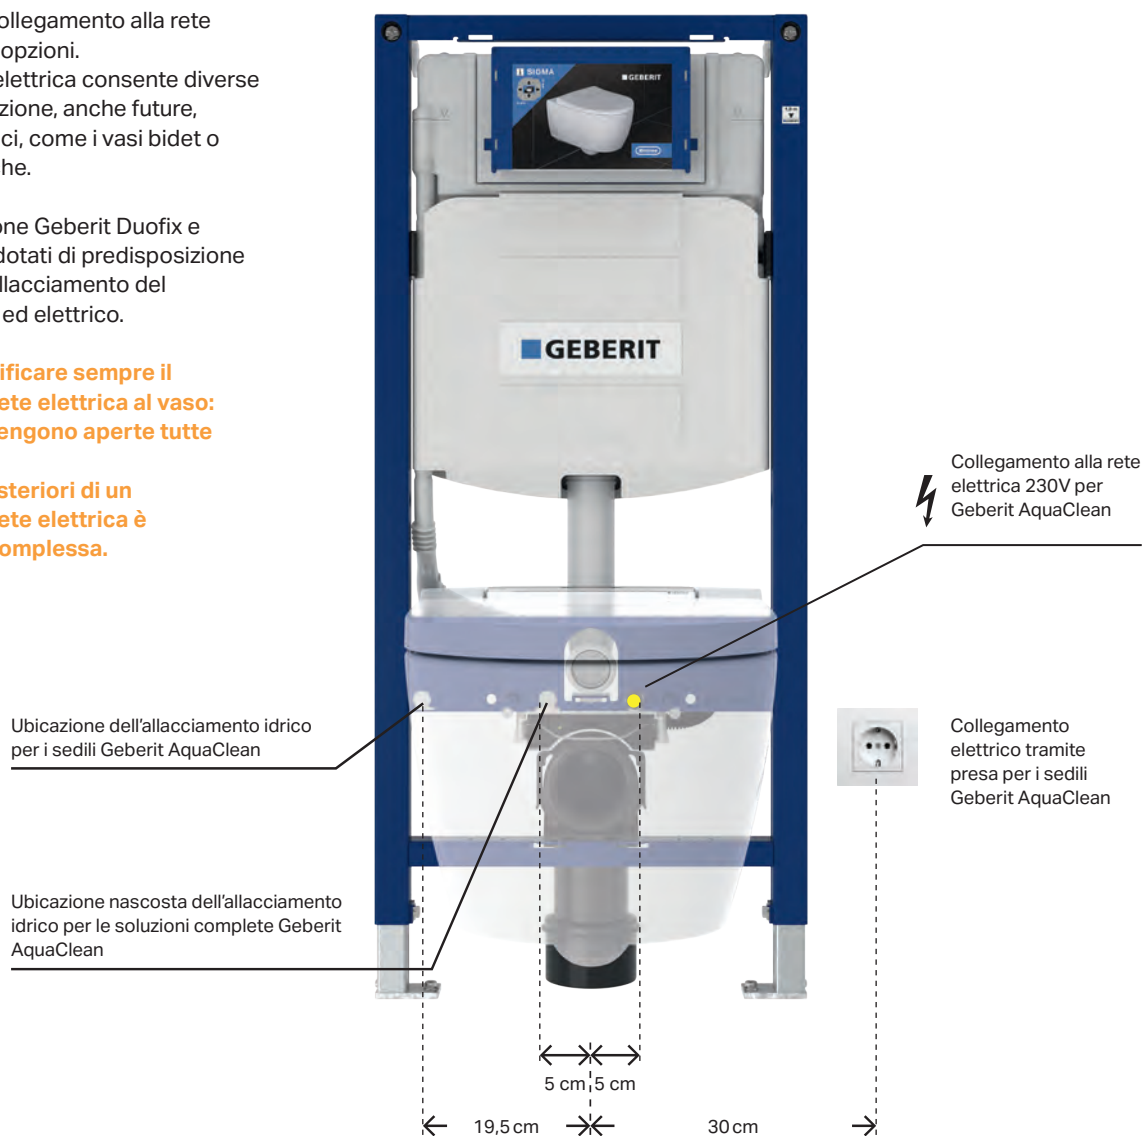 ollegamento alla rete
opzioni.
elettrica consente diverse
zione, anche future,
ci, come i vasi bidet o
he.
one Geberit Duofix e
dotati di predisposizione
llacciamento del
ed elettrico.
ificare sempre il
ete elettrica al vaso:
engono aperte tutte
steriori di un
ete elettrica è
omplessa.
SIGMA
GEBERIT
GEBERIT
Collegamento alla rete
elettrica 230V per
Geberit AquaClean
Ubicazione dell'allacciamento idrico
per i sedili Geberit AquaClean
Collegamento
elettrico tramite
presa per i sedili
Geberit AquaClean
Ubicazione nascosta dell'allacciamento
idrico per le soluzioni complete Geberit
AquaClean
5 cm 5 cm
19,5 cm 30 cm